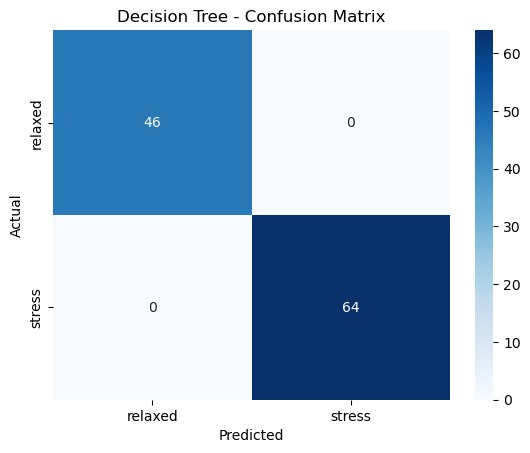 Decision Tree - Confusion Matrix
relaxed
46
0
stress
0
64
Actual
relaxed
stress
Predicted
60
50
40
30
20
10
0